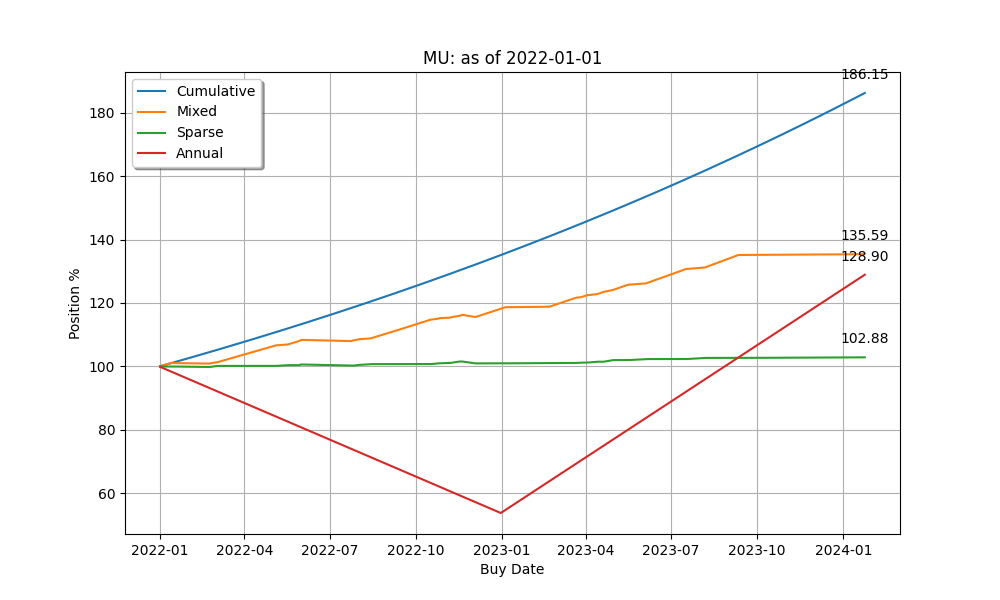 MU: as of 2022-01-01
186.15
Cumulative
Mixed
Sparse
Annual
180
160
140
120
100
80
60
135.59
128.90
102.88
Position %
2022-01 2022-04 2022-07 2022-10 2023-01 2023-04 2023-07 2023-10 2024-01
Buy Date